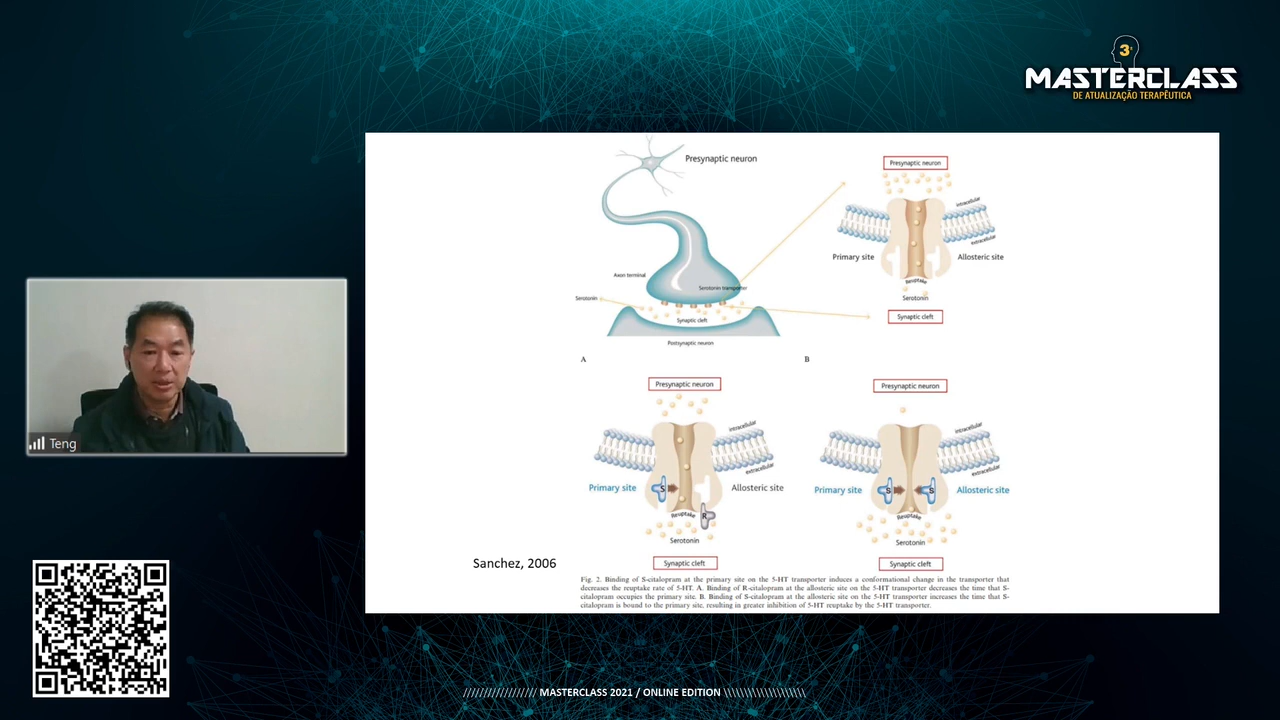 3ª
MASTERCLASS
DE ATUALIZAÇÃO TERAPÊUTICA
Presynaptic neuron
Axon terminal
Serotonin transporter
Serotonin
Synaptic cleft
Postsynaptic neuron
A
Presynaptic neuron
intracellular
extracellular
Primary site
Allosteric site
Reuptake
Serotonin
Synaptic cleft
B
Presynaptic neuron
intracellular
extracellular
Primary site
S
Allosteric site
Reuptake
R
Serotonin
Synaptic cleft
Presynaptic neuron
intracellular
extracellular
Primary site
S
S
Allosteric site
Reuptake
Serotonin
Synaptic cleft
Teng
Sanchez, 2006
Fig. 2. Binding of S-citalopram at the primary site on the 5-HT transporter induces a conformational change in the transporter that
decreases the reuptake rate of 5-HT. A. Binding of R-citalopram at the allosteric site on the 5-HT transporter decreases the time that S-
citalopram occupies the primary site. B. Binding of S-citalopram at the allosteric site on the 5-HT transporter increases the time that S-
citalopram is bound to the primary site, resulting in greater inhibition of 5-HT reuptake by the 5-HT transporter.
////////////////// MASTERCLASS 2021 / ONLINE EDITION \\\\\\\\\\\\\\\\\\\\